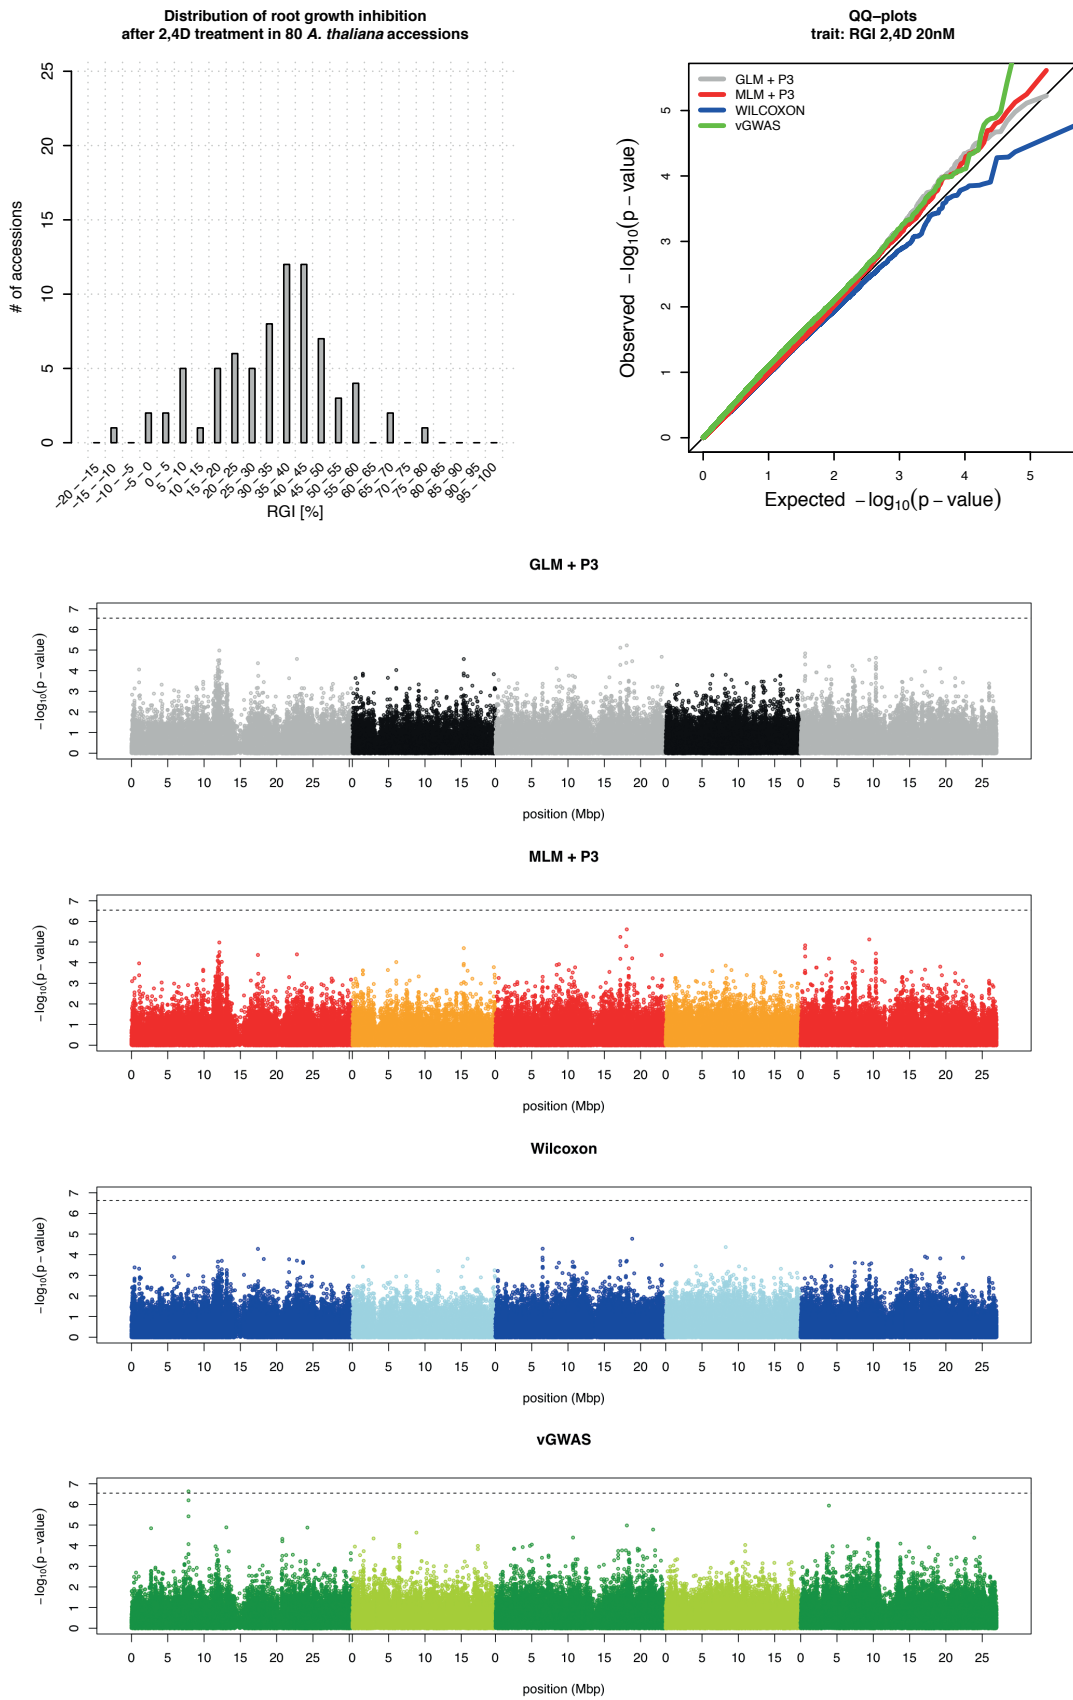 Distribution of root growth inhibition
after 2,4D treatment in 80 A. thaliana accessions
# of accessions
25
20
15
10
5
0
−20 − −15
−15 − −10
−10 − −5
−5 − 0
0 − 5
5 − 10
10 − 15
15 − 20
20 − 25
25 − 30
30 − 35
35 − 40
40 − 45
45 − 50
50 − 55
55 − 60
60 − 65
65 − 70
70 − 75
75 − 80
80 − 85
85 − 90
90 − 95
95 − 100
RGI [%]
QQ−plots
trait: RGI 2,4D 20nM
GLM + P3
MLM + P3
WILCOXON
vGWAS
Observed −log10(p − value)
5
4
3
2
1
0
0 1 2 3 4 5
Expected −log10(p − value)
GLM + P3
−log10(p − value)
7
6
5
4
3
2
1
0
0 5 10 15 20 25 0 5 10 15 0 5 10 15 20 0 5 10 15 0 5 10 15 20 25
position (Mbp)
MLM + P3
−log10(p − value)
7
6
5
4
3
2
1
0
0 5 10 15 20 25 0 5 10 15 0 5 10 15 20 0 5 10 15 0 5 10 15 20 25
position (Mbp)
Wilcoxon
−log10(p − value)
7
6
5
4
3
2
1
0
0 5 10 15 20 25 0 5 10 15 0 5 10 15 20 0 5 10 15 0 5 10 15 20 25
position (Mbp)
vGWAS
−log10(p − value)
7
6
5
4
3
2
1
0
0 5 10 15 20 25 0 5 10 15 0 5 10 15 20 0 5 10 15 0 5 10 15 20 25
position (Mbp)